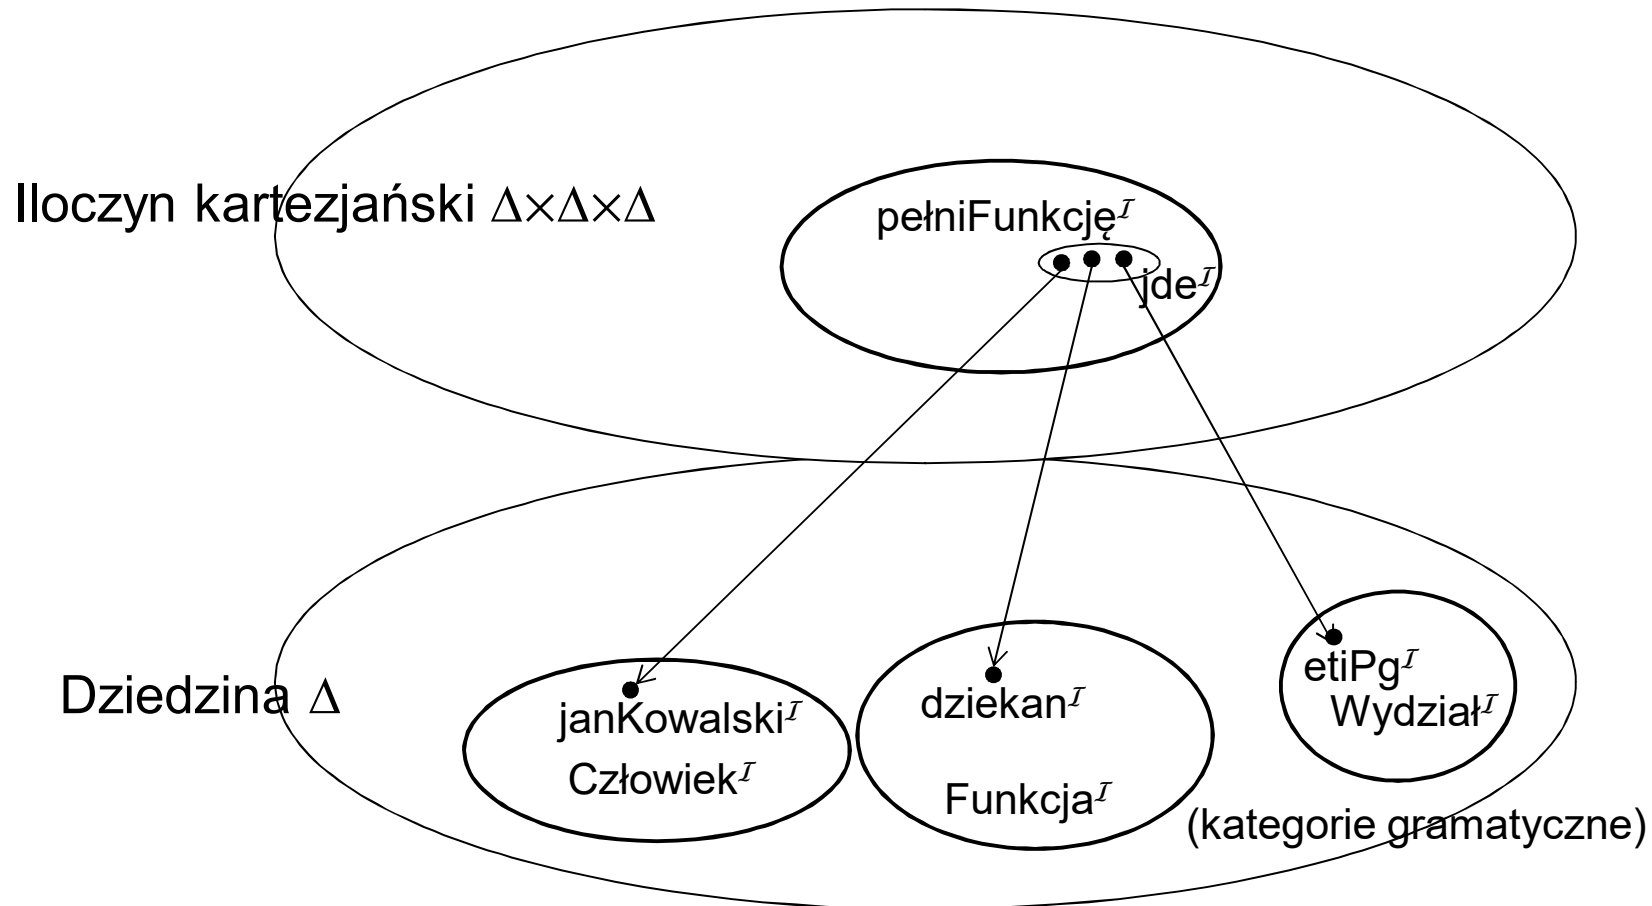 Iloczyn kartezjański Δ×Δ×Δ
pełniFunkcję^ℐ
jde^ℐ
Dziedzina Δ
janKowalski^ℐ
Człowiek^ℐ
dziekan^ℐ
Funkcja^ℐ
etiPg^ℐ
Wydział^ℐ
(kategorie gramatyczne)